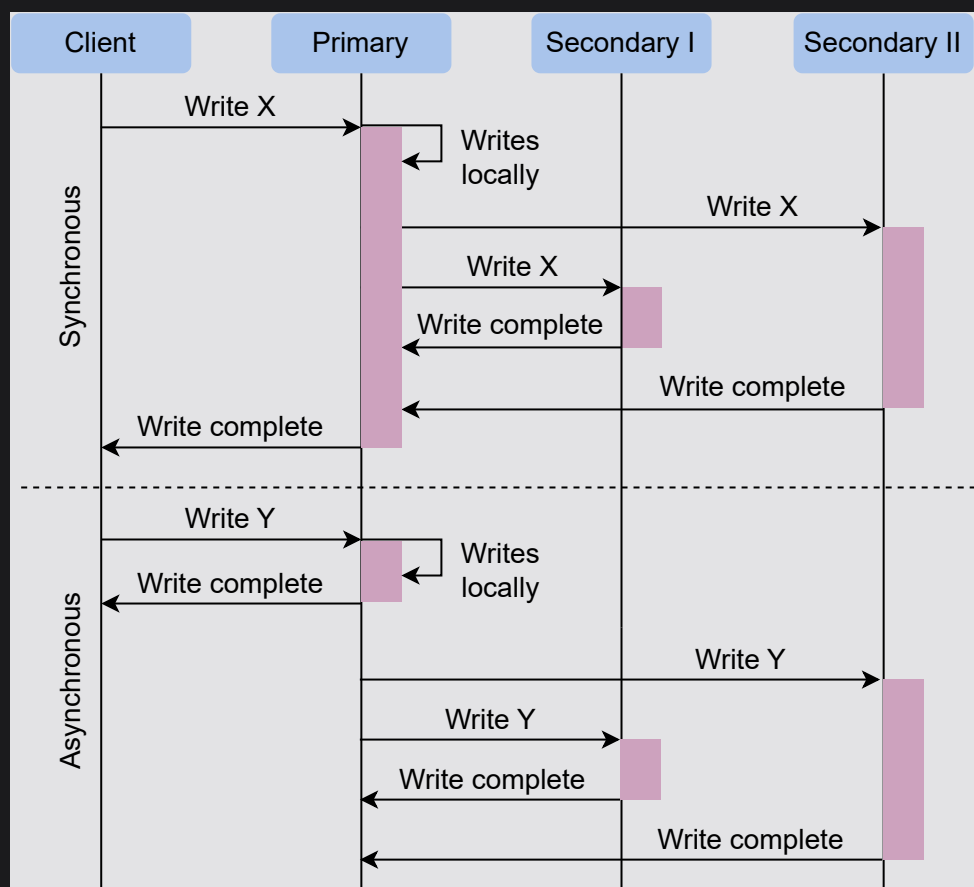 Client
Primary
Secondary I
Secondary II
Synchronous
Write X
Writes
locally
Write X
Write X
Write complete
Write complete
Write complete
Asynchronous
Write Y
Writes
locally
Write complete
Write Y
Write Y
Write complete
Write complete